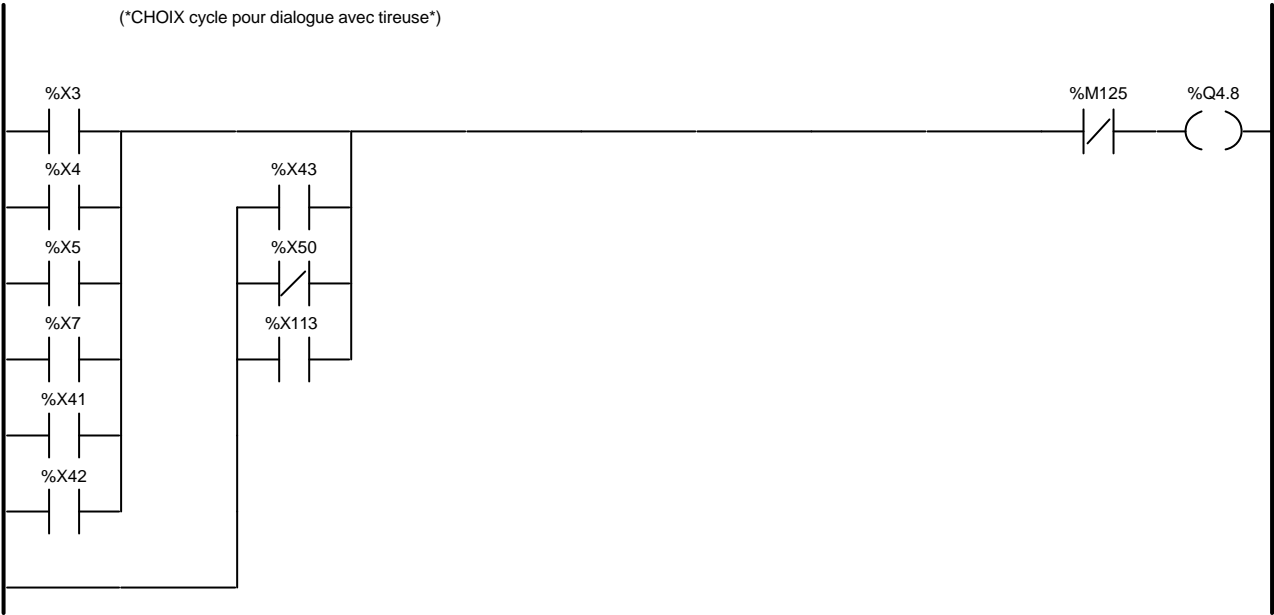 (*CHOIX cycle pour dialogue avec tireuse*)
%X3
%M125
%Q4.8
%X4
%X43
%X5
%X50
%X7
%X113
%X41
%X42